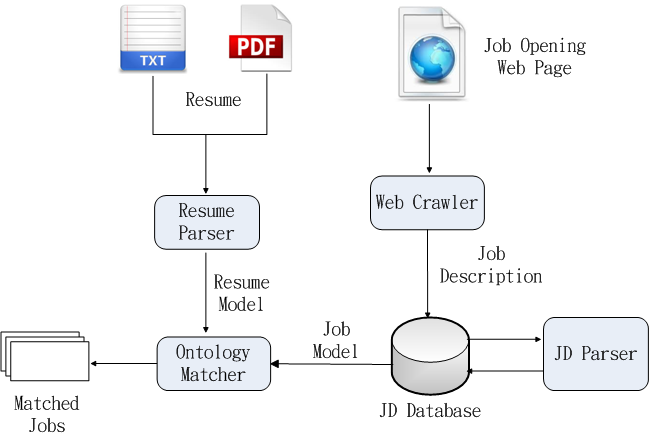 TXT
PDF
Job Opening
Web Page
Resume
Resume
Parser
Web Crawler
Resume
Model
Job
Description
Ontology
Matcher
Job
Model
JD Parser
Matched
Jobs
JD Database